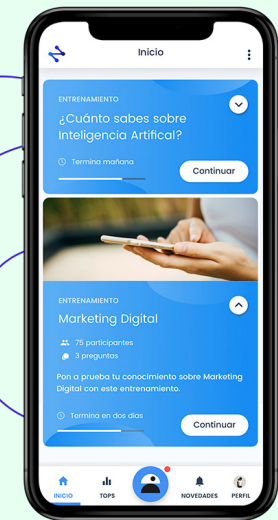 Inicio
ENTRENAMIENTO
¿Cuánto sabes sobre
Inteligencia Artifical?
Termina mañana
Continuar
ENTRENAMIENTO
Marketing Digital
75 participantes
3 preguntas
Pon a prueba tu conocimiento sobre Marketing
Digital con este entrenamiento.
Termina en dos días
Continuar
INICIO
TOPS
NOVEDADES
PERFIL